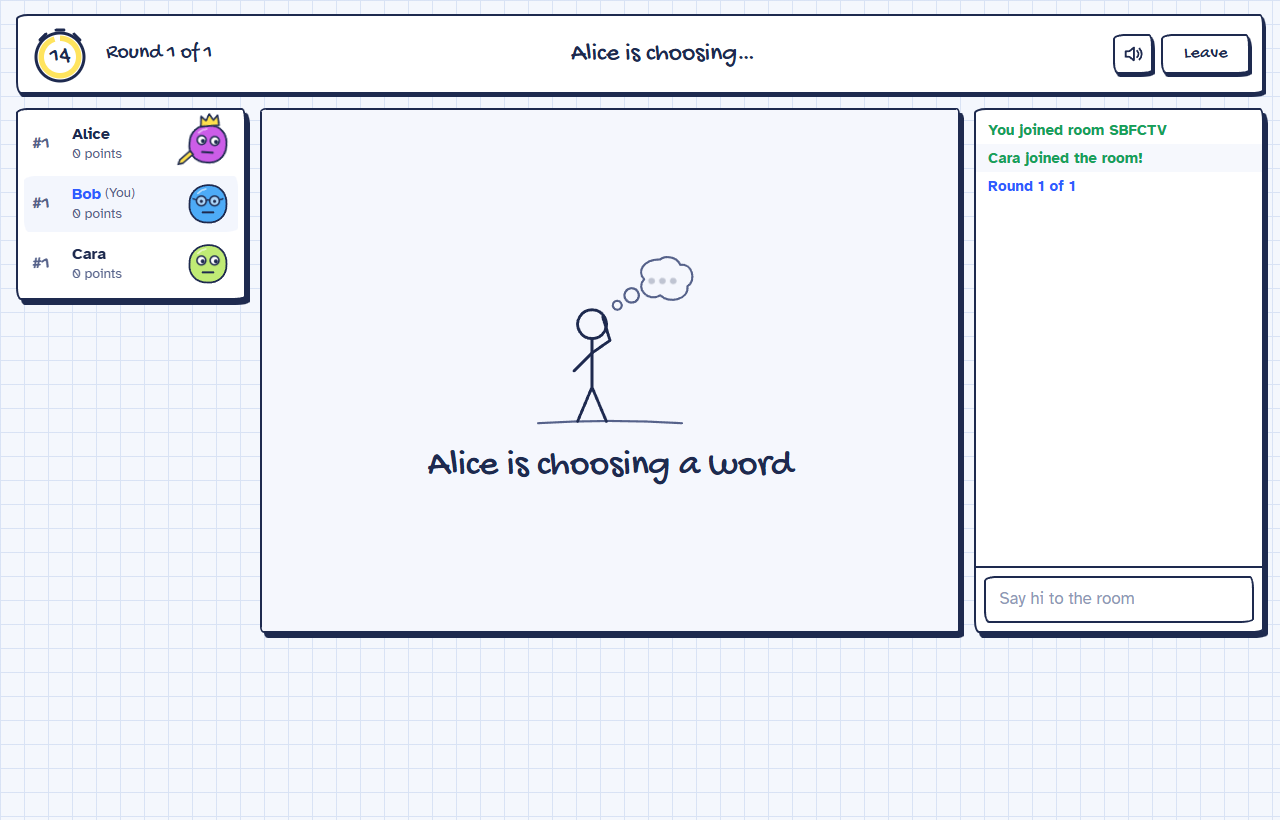 14
Round 1 of 1
Alice is choosing...
Leave
#1
Alice
0 points
#1
Bob (You)
0 points
#1
Cara
0 points
Alice is choosing a word
You joined room SBFCTV
Cara joined the room!
Round 1 of 1
Say hi to the room